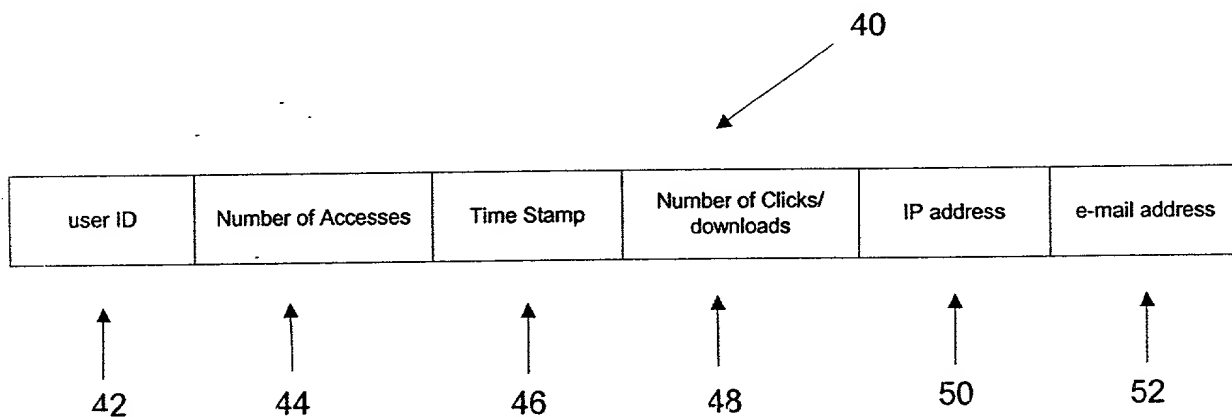 40
user ID
Number of Accesses
Time Stamp
Number of Clicks/
downloads
IP address
e-mail address
42
44
46
48
50
52